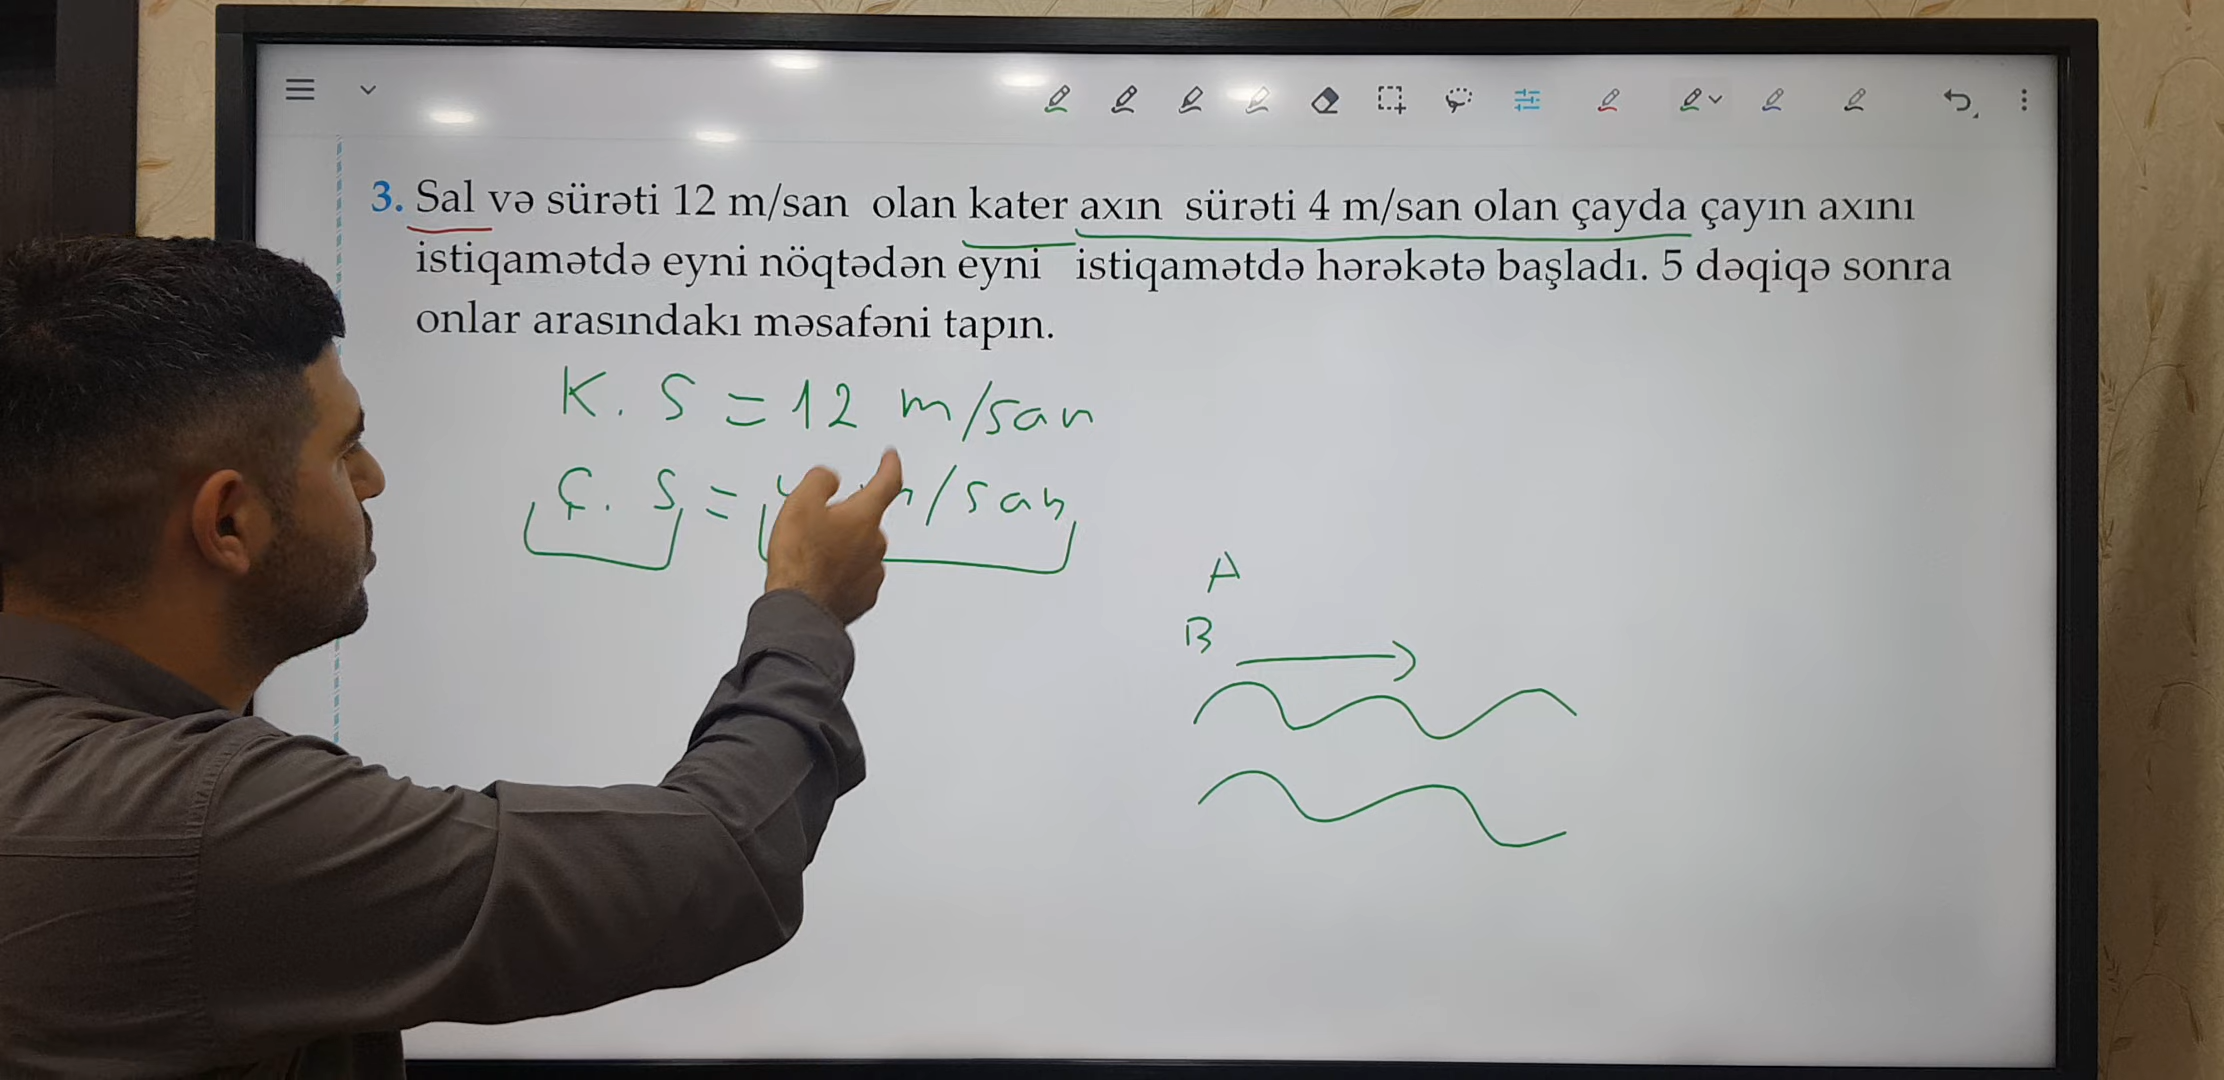 3. Sal və sürəti 12 m/san olan kater axın sürəti 4 m/san olan çayda çayın axını
istiqamətdə eyni nöqtədən eyni istiqamətdə hərəkətə başladı. 5 dəqiqə sonra
onlar arasındakı məsafəni tapın.
K. S = 12 m/san
Ç. S = m/san
A
B